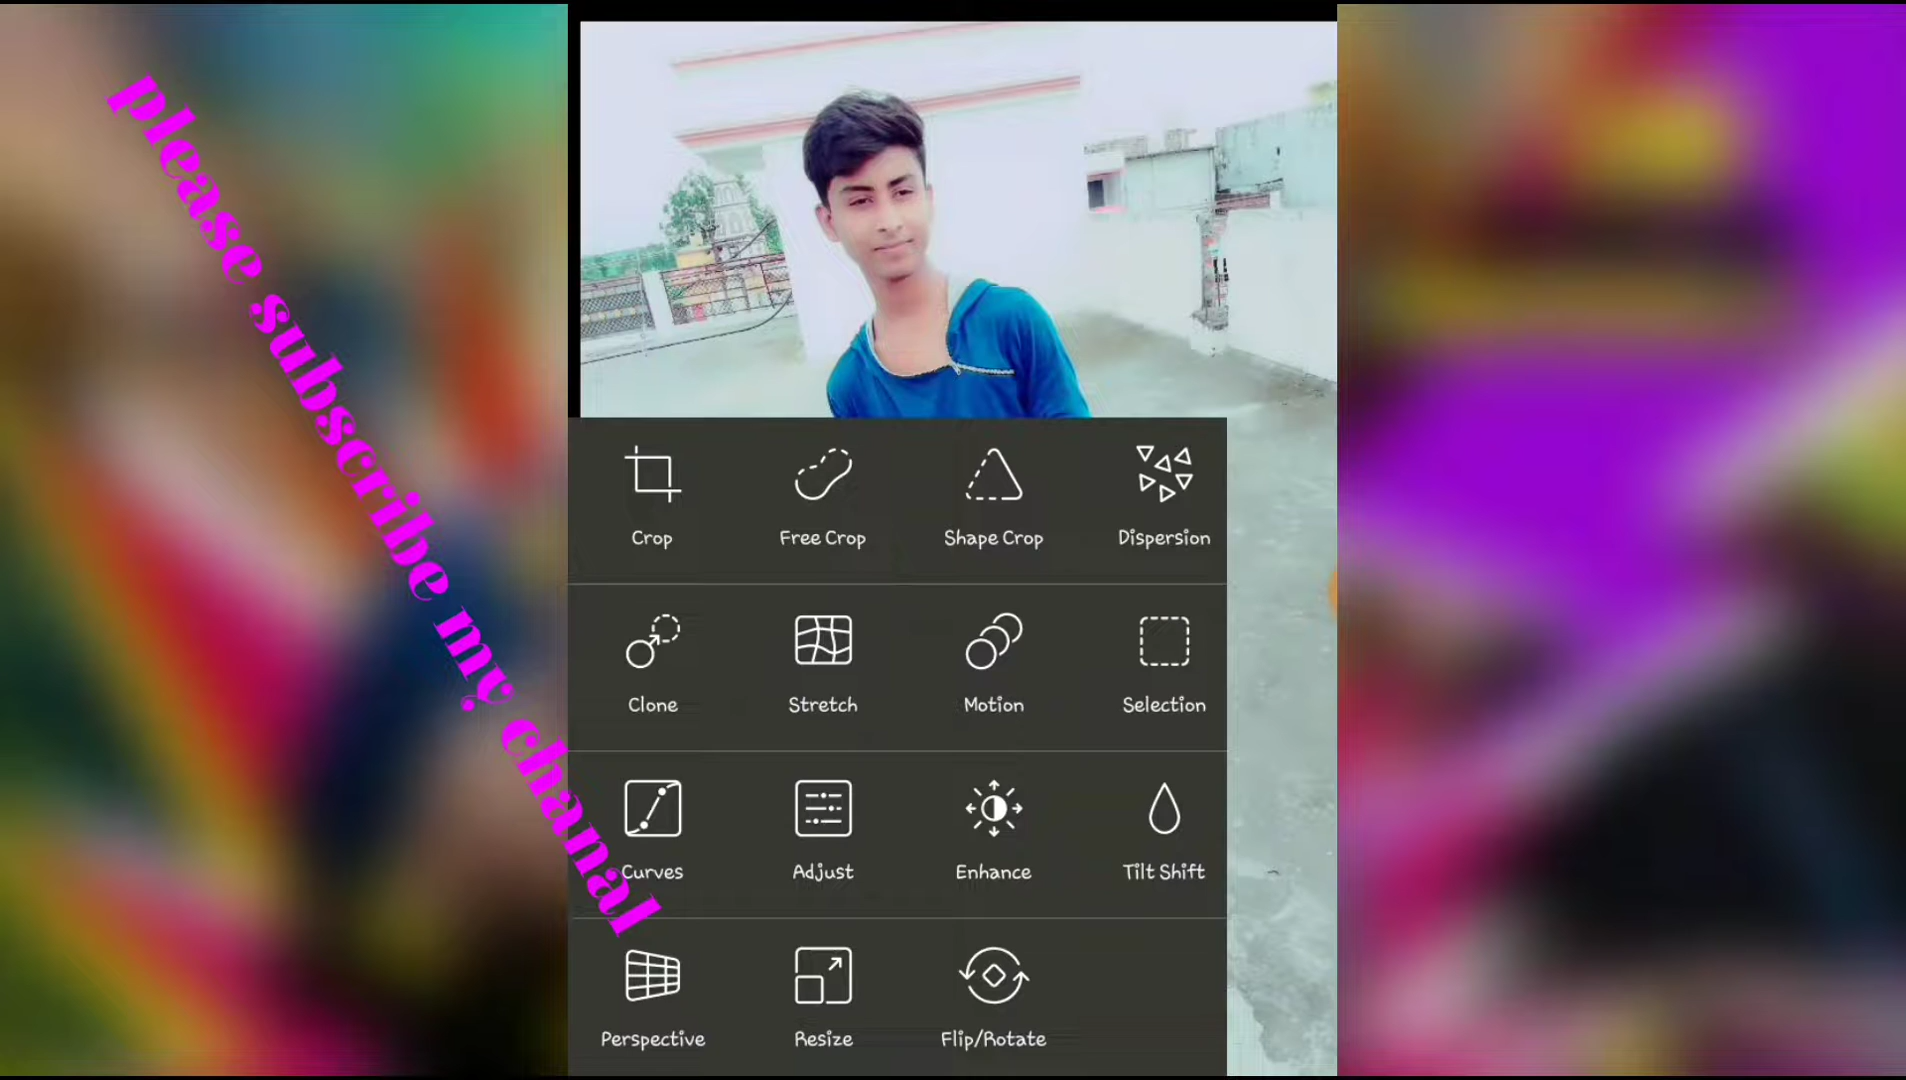 please subscribe my chanal
Crop
Free Crop
Shape Crop
Dispersion
Clone
Stretch
Motion
Selection
Curves
Adjust
Enhance
Tilt Shift
Perspective
Resize
Flip/Rotate